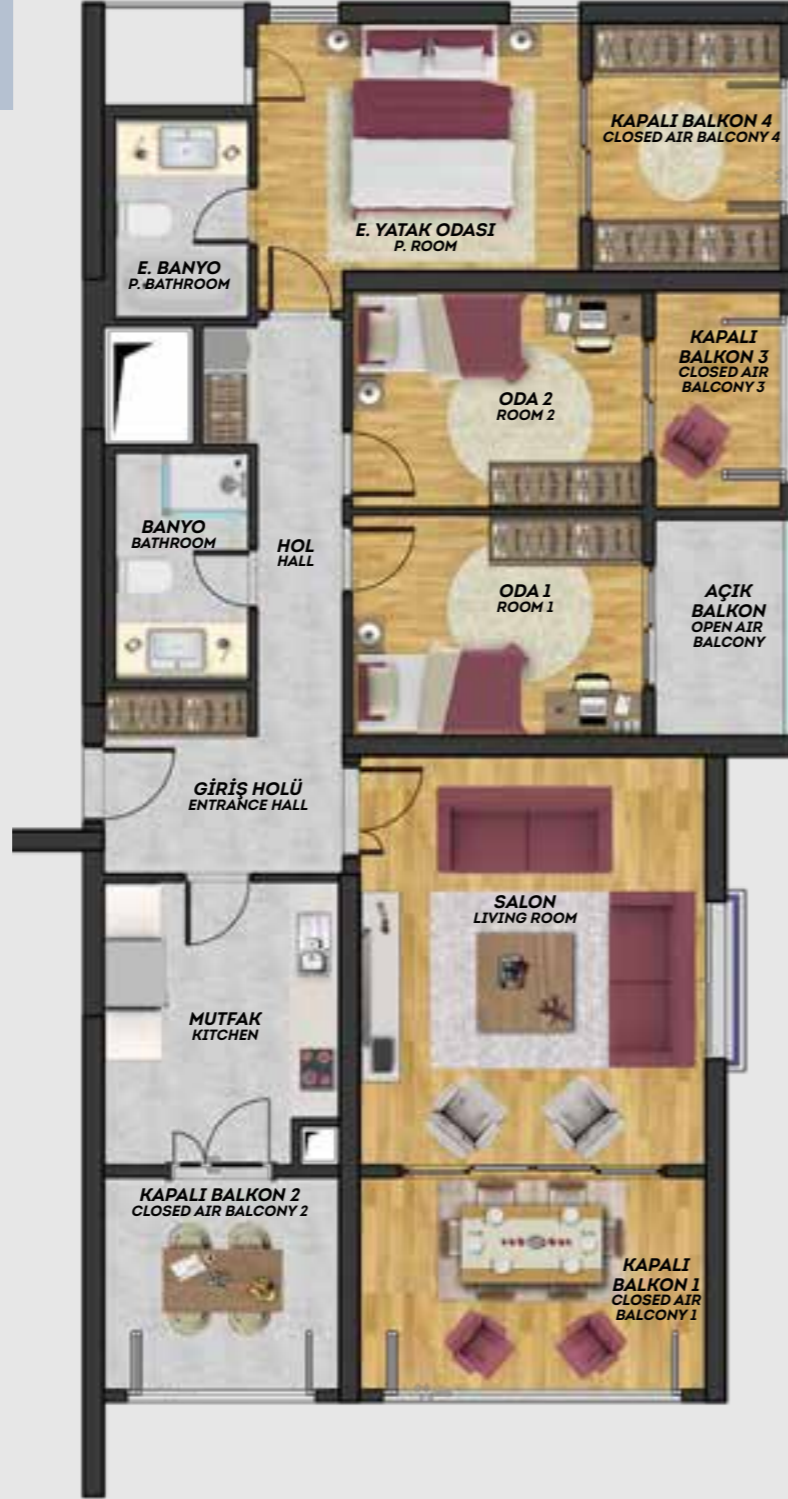 KAPALI BALKON 4
CLOSED AIR BALCONY 4
E. YATAK ODASI
P. ROOM
E. BANYO
P. BATHROOM
KAPALI
BALKON 3
CLOSED AIR
BALCONY 3
ODA 2
ROOM 2
BANYO
BATHROOM
HOL
HALL
ODA 1
ROOM 1
AÇIK
BALKON
OPEN AIR
BALCONY
GİRİŞ HOLÜ
ENTRANCE HALL
SALON
LIVING ROOM
MUTFAK
KITCHEN
KAPALI BALKON 2
CLOSED AIR BALCONY 2
KAPALI
BALKON 1
CLOSED AIR
BALCONY 1